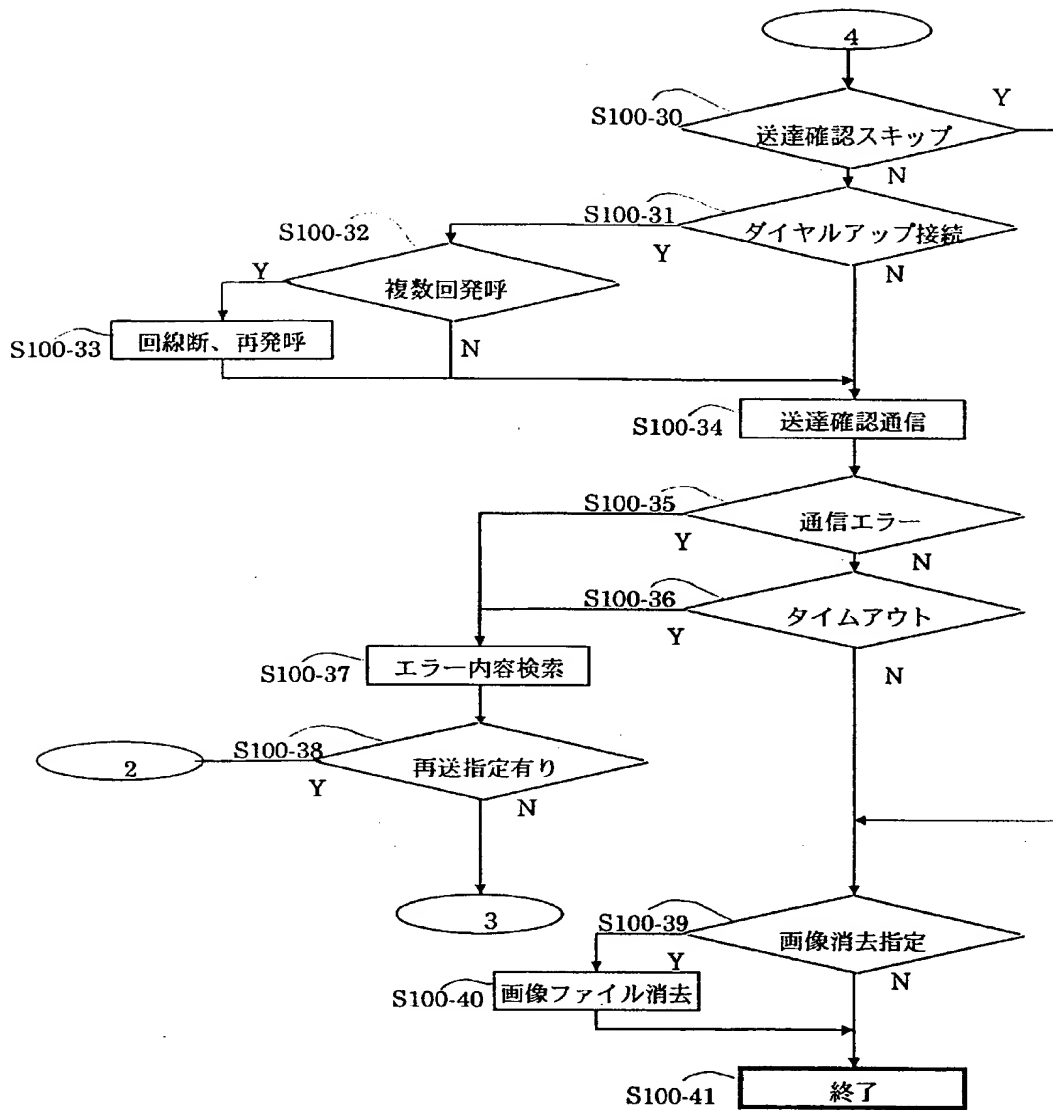 4
Y
S100-30
送達確認スキップ
N
S100-31
ダイヤルアップ接続
S100-32
Y
N
Y
複数回発呼
S100-33
回線断、再発呼
N
S100-34
送達確認通信
S100-35
通信エラー
Y
N
S100-36
タイムアウト
Y
N
S100-37
エラー内容検索
2
S100-38
再送指定有り
Y
N
3
S100-39
画像消去指定
Y
N
S100-40
画像ファイル消去
S100-41
終了